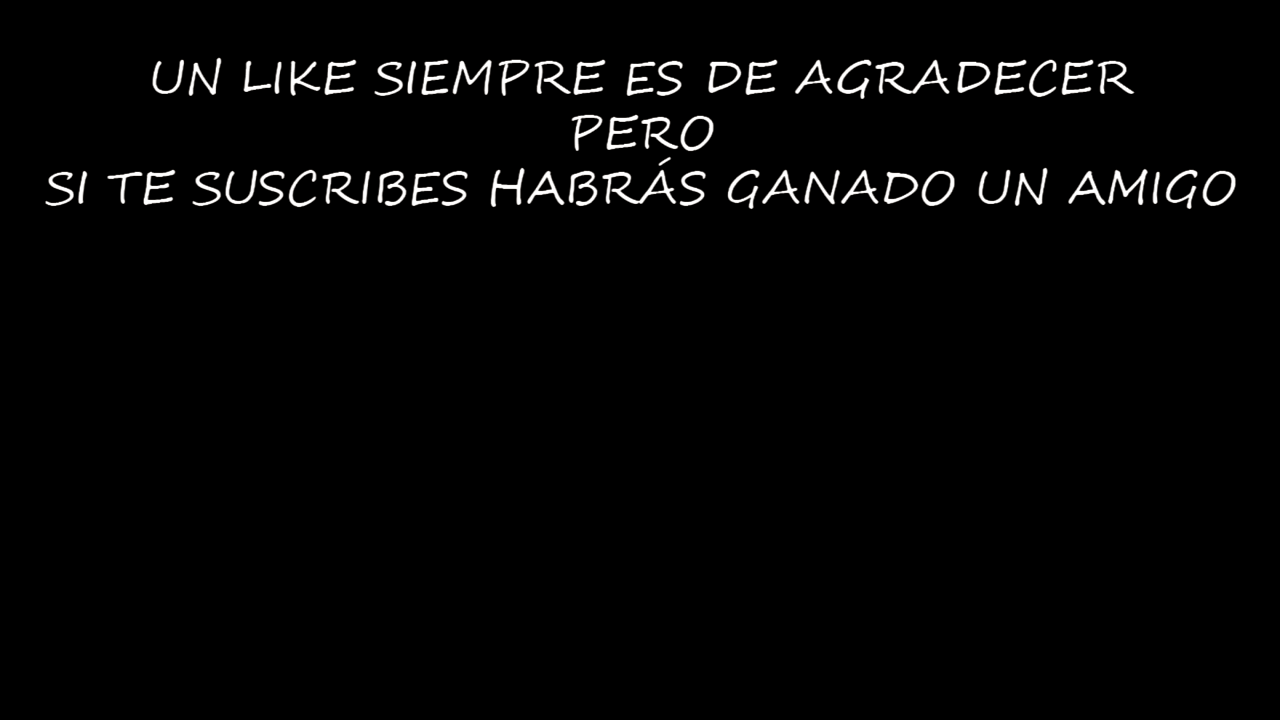 UN LIKE SIEMPRE ES DE AGRADECER
PERO
SI TE SUSCRIBES HABRÁS GANADO UN AMIGO